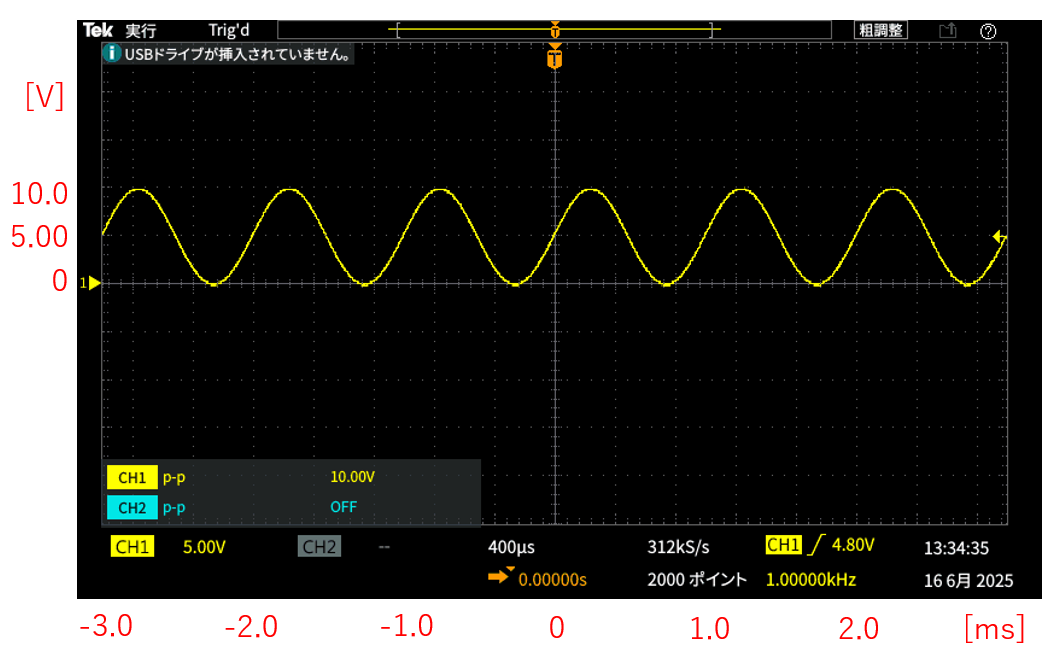 Tek 実行 Trig'd 粗調整
USBドライブが挿入されていません。
T
T
[V]
10.0
5.00
0
1
CH1 p-p 10.00V
CH2 p-p OFF
CH1 5.00V CH2 -- 400µs 312kS/s CH1 4.80V 13:34:35
0.00000s 2000 ポイント 1.00000kHz 16 6月 2025
-3.0 -2.0 -1.0 0 1.0 2.0 [ms]